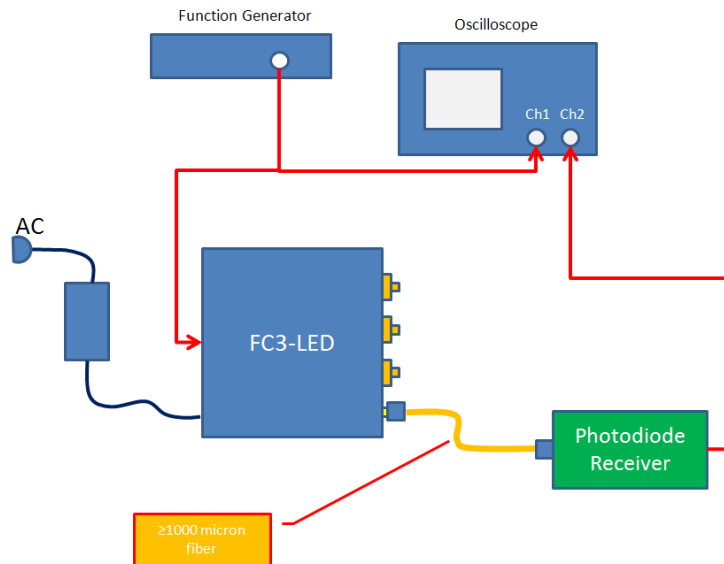 Function Generator
Oscilloscope
Ch1 Ch2
AC
FC3-LED
Photodiode
Receiver
≥1000 micron
fiber